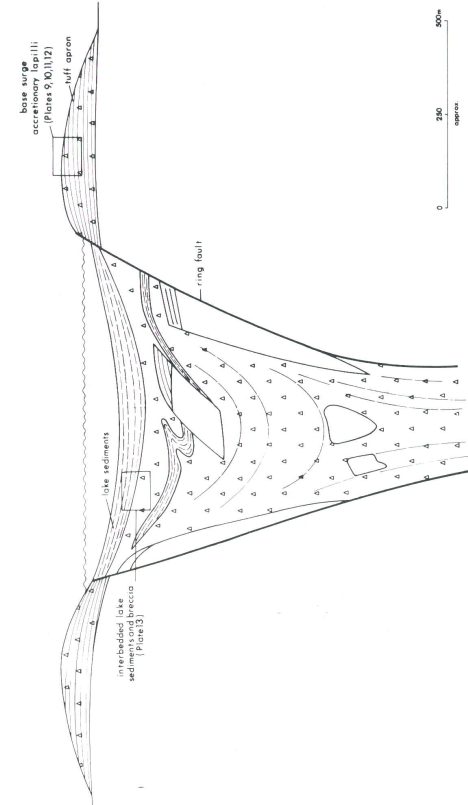 base surge
accretionary lapilli
(Plates 9,10,11,12)
tuff apron
lake sediments
interbedded lake
sediments and breccia
(Plate 13)
ring fault
0
250
500m
approx.